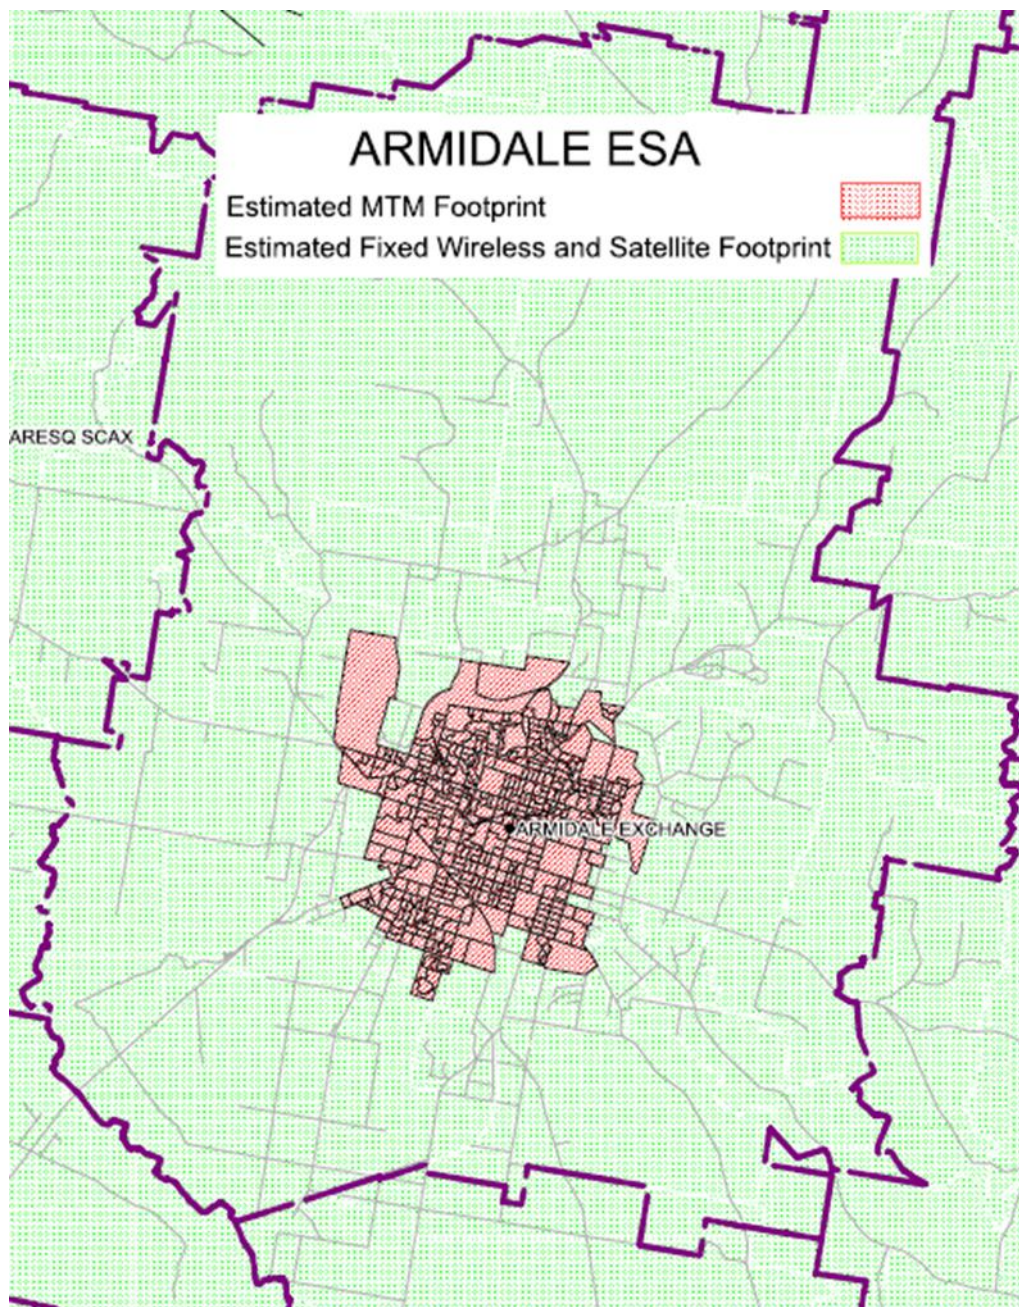 ARMIDALE ESA
Estimated MTM Footprint
Estimated Fixed Wireless and Satellite Footprint
ARESQ SCAX
ARMIDALE EXCHANGE